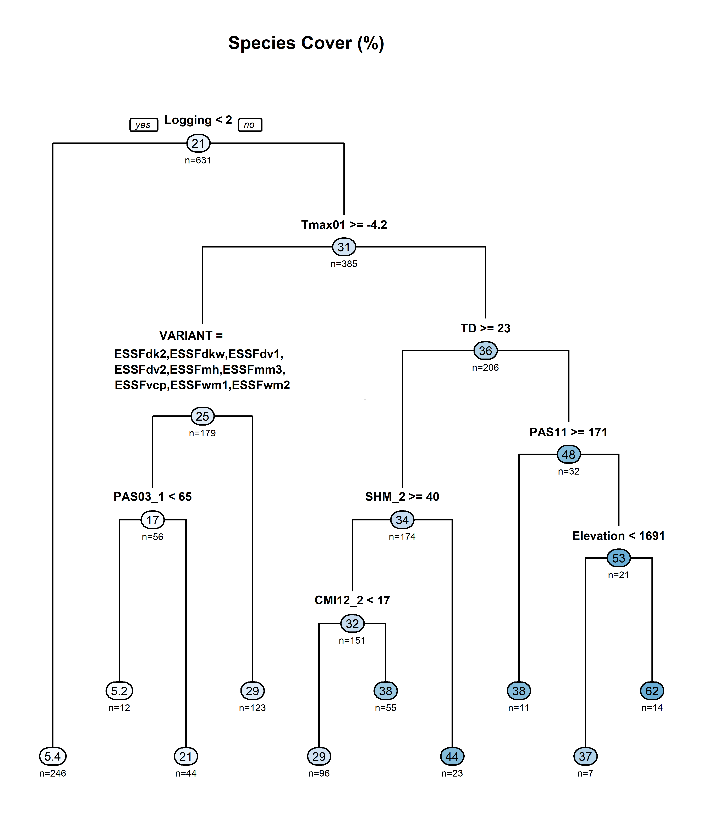 Species Cover (%)
yes Logging < 2 no
21
n=631
Tmax01 >= -4.2
31
n=385
VARIANT =
ESSFdk2,ESSFdkw,ESSFdv1,
ESSFdv2,ESSFmh,ESSFmm3,
ESSFvcp,ESSFwm1,ESSFwm2
TD >= 23
36
n=206
25
n=179
PAS11 >= 171
48
n=32
PAS03_1 < 65
17
n=56
SHM_2 >= 40
34
n=174
Elevation < 1691
53
n=21
CMI12_2 < 17
32
n=151
5.2
n=12
29
n=123
38
n=55
38
n=11
62
n=14
5.4
n=246
21
n=44
29
n=96
44
n=23
37
n=7